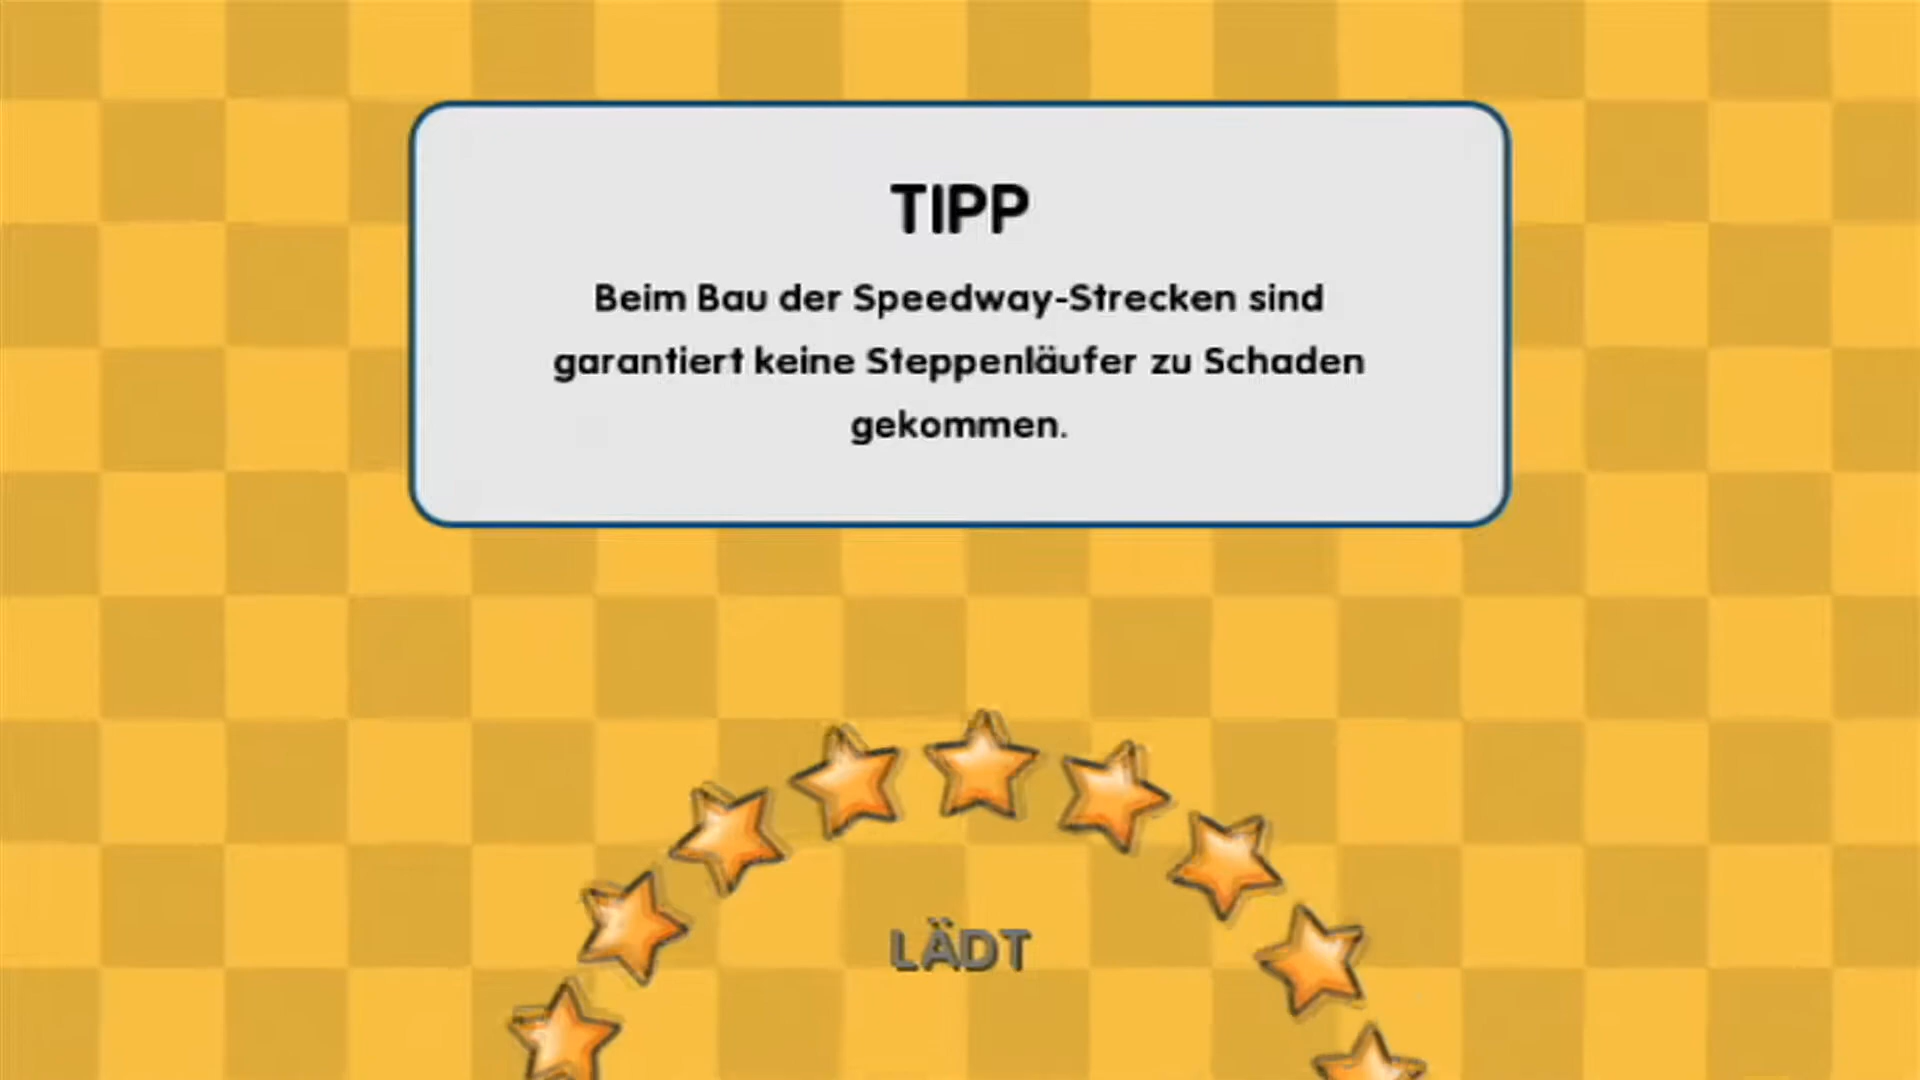 TIPP
Beim Bau der Speedway-Strecken sind
garantiert keine Steppenläufer zu Schaden
gekommen.
LÄDT